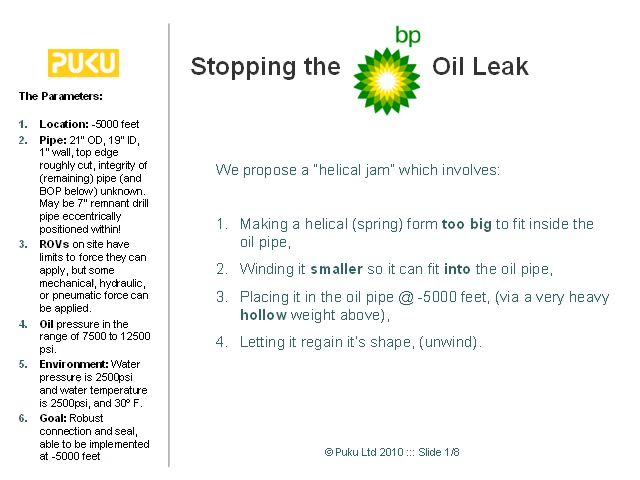 PUKU
The Parameters:
1. Location: -5000 feet
2. Pipe: 21" OD, 19" ID,
1" wall, top edge
roughly cut, integrity of
(remaining) pipe (and
BOP below) unknown.
May be 7" remnant drill
pipe eccentrically
positioned within!
3. ROVs on site have
limits to force they can
apply, but some
mechanical, hydraulic,
or pneumatic force can
be applied.
4. Oil pressure in the
range of 7500 to 12500
psi.
5. Environment: Water
pressure is 2500psi
and water temperature
is 2500psi, and 30º F.
6. Goal: Robust
connection and seal,
able to be implemented
at -5000 feet
bp
Stopping the Oil Leak
We propose a "helical jam" which involves:
1. Making a helical (spring) form too big to fit inside the
oil pipe,
2. Winding it smaller so it can fit into the oil pipe,
3. Placing it in the oil pipe @ -5000 feet, (via a very heavy
hollow weight above),
4. Letting it regain it's shape, (unwind).
© Puku Ltd 2010 ::: Slide 1/8